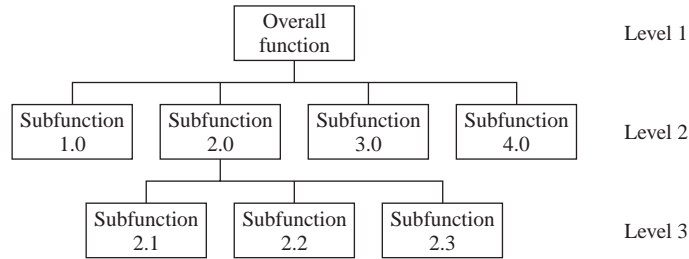 Overall
function
Level 1
Subfunction
1.0
Subfunction
2.0
Subfunction
3.0
Subfunction
4.0
Level 2
Subfunction
2.1
Subfunction
2.2
Subfunction
2.3
Level 3